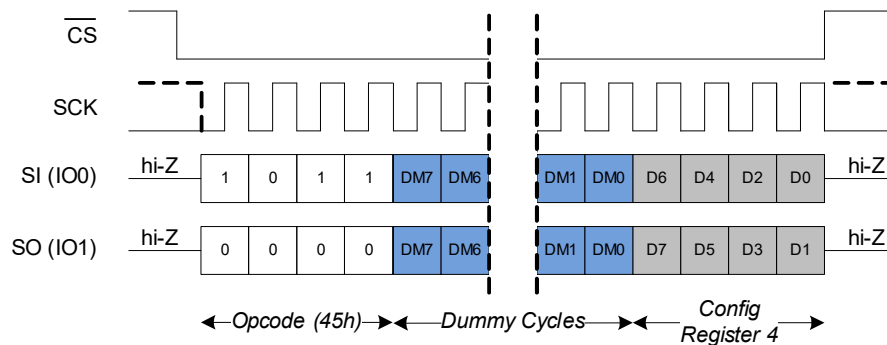 CS
SCK
SI (IO0) hi-Z 1 0 1 1 DM7 DM6 DM1 DM0 D6 D4 D2 D0 hi-Z
SO (IO1) hi-Z 0 0 0 0 DM7 DM6 DM1 DM0 D7 D5 D3 D1 hi-Z
Opcode (45h) Dummy Cycles Config
Register 4